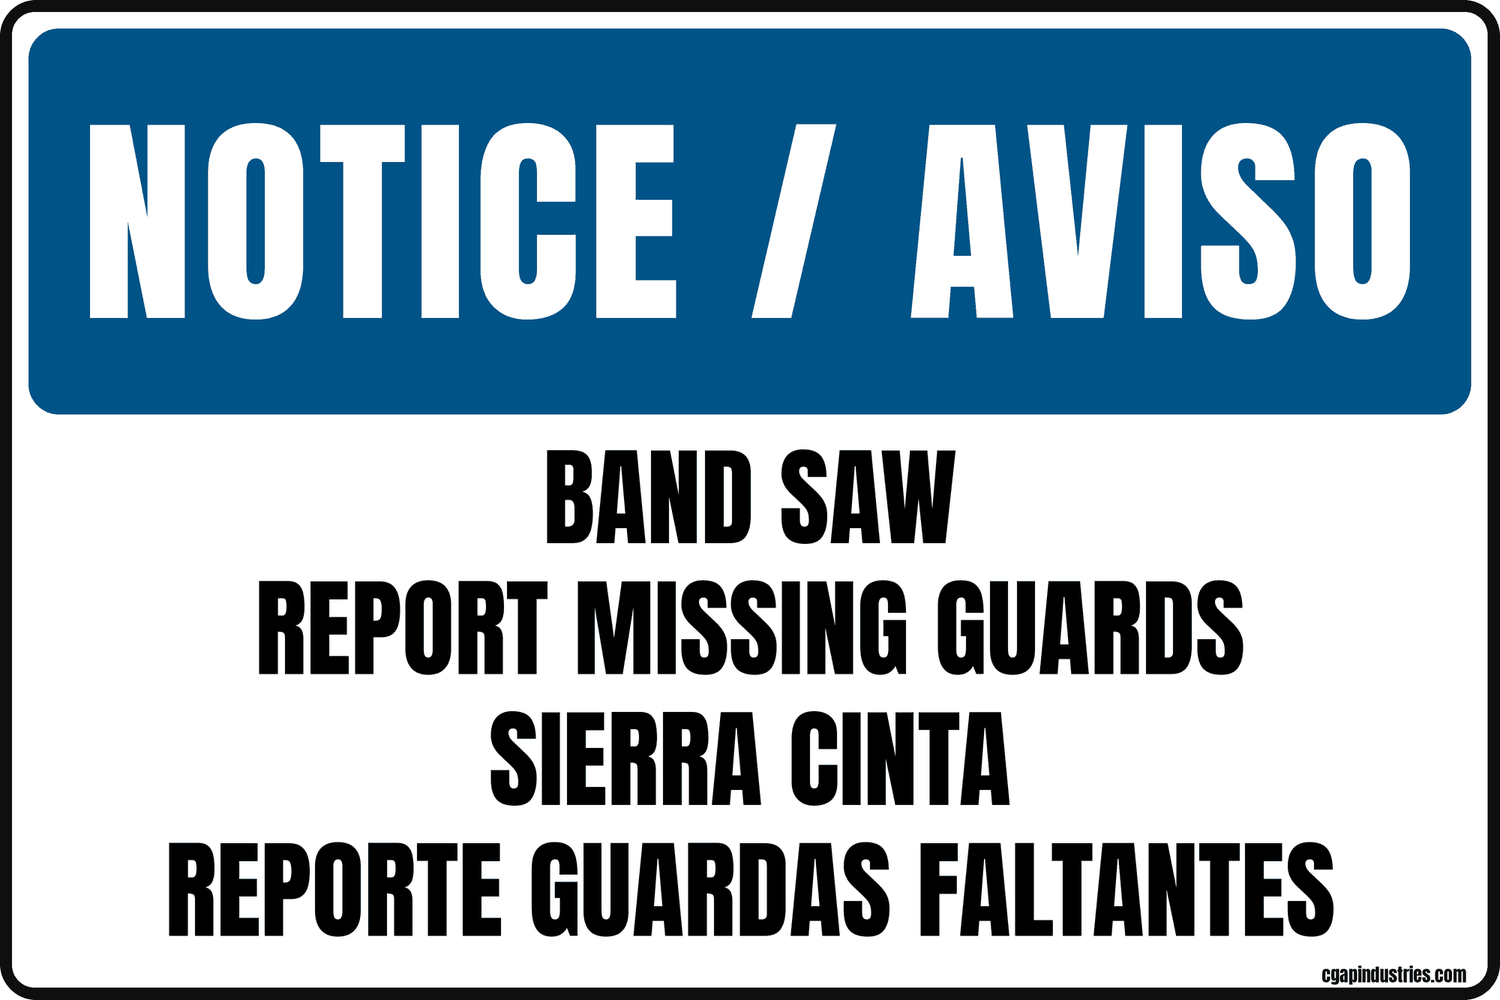 NOTICE / AVISO
BAND SAW
REPORT MISSING GUARDS
SIERRA CINTA
REPORTE GUARDAS FALTANTES
cgapindustries.com